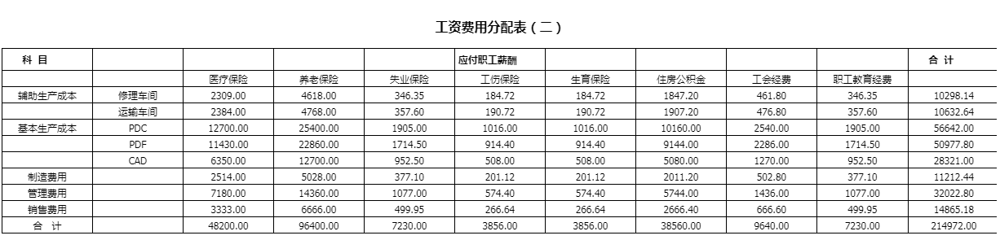 工资费用分配表（二）
科 目 应付职工薪酬 合 计
医疗保险 养老保险 失业保险 工伤保险 生育保险 住房公积金 工会经费 职工教育经费
辅助生产成本 修理车间 2309.00 4618.00 346.35 184.72 184.72 1847.20 461.80 346.35 10298.14
运输车间 2384.00 4768.00 357.60 190.72 190.72 1907.20 476.80 357.60 10632.64
基本生产成本 PDC 12700.00 25400.00 1905.00 1016.00 1016.00 10160.00 2540.00 1905.00 56642.00
PDF 11430.00 22860.00 1714.50 914.40 914.40 9144.00 2286.00 1714.50 50977.80
CAD 6350.00 12700.00 952.50 508.00 508.00 5080.00 1270.00 952.50 28321.00
制造费用 2514.00 5028.00 377.10 201.12 201.12 2011.20 502.80 377.10 11212.44
管理费用 7180.00 14360.00 1077.00 574.40 574.40 5744.00 1436.00 1077.00 32022.80
销售费用 3333.00 6666.00 499.95 266.64 266.64 2666.40 666.60 499.95 14865.18
合 计 48200.00 96400.00 7230.00 3856.00 3856.00 38560.00 9640.00 7230.00 214972.00